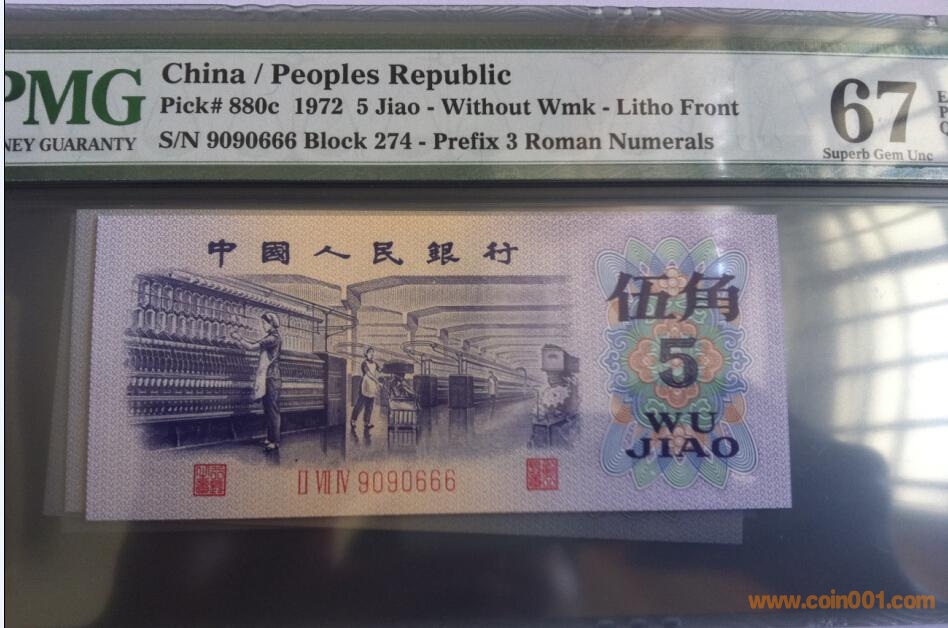 PMG
NEY GUARANTY
China / Peoples Republic
Pick# 880c 1972 5 Jiao - Without Wmk - Litho Front
S/N 9090666 Block 274 - Prefix 3 Roman Numerals
67
Superb Gem Unc
E
P
中國人民銀行
伍角
5
WU
JIAO
II VII IV 9090666
www.coin001.com